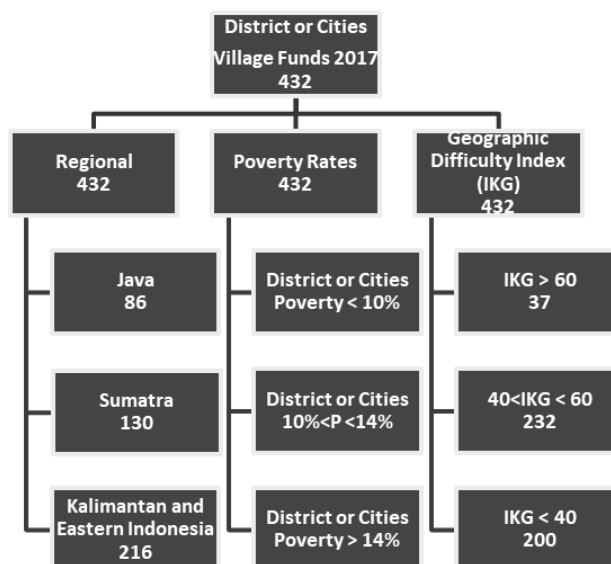 District or Cities
Village Funds 2017
432
Regional
432
Poverty Rates
432
Geographic
Difficulty Index
(IKG)
432
Java
86
District or Cities
Poverty < 10%
IKG > 60
37
Sumatra
130
District or Cities
10%<P <14%
40<IKG < 60
232
Kalimantan and
Eastern Indonesia
216
District or Cities
Poverty > 14%
IKG < 40
200